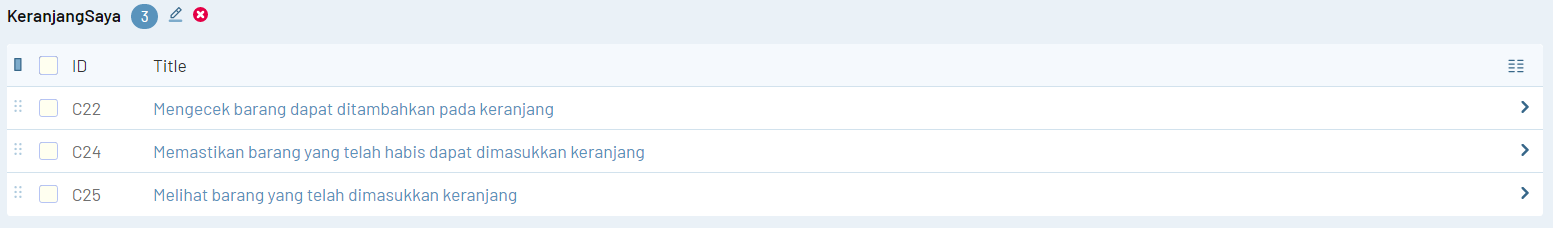 KeranjangSaya 3
ID Title
C22 Mengecek barang dapat ditambahkan pada keranjang
C24 Memastikan barang yang telah habis dapat dimasukkan keranjang
C25 Melihat barang yang telah dimasukkan keranjang